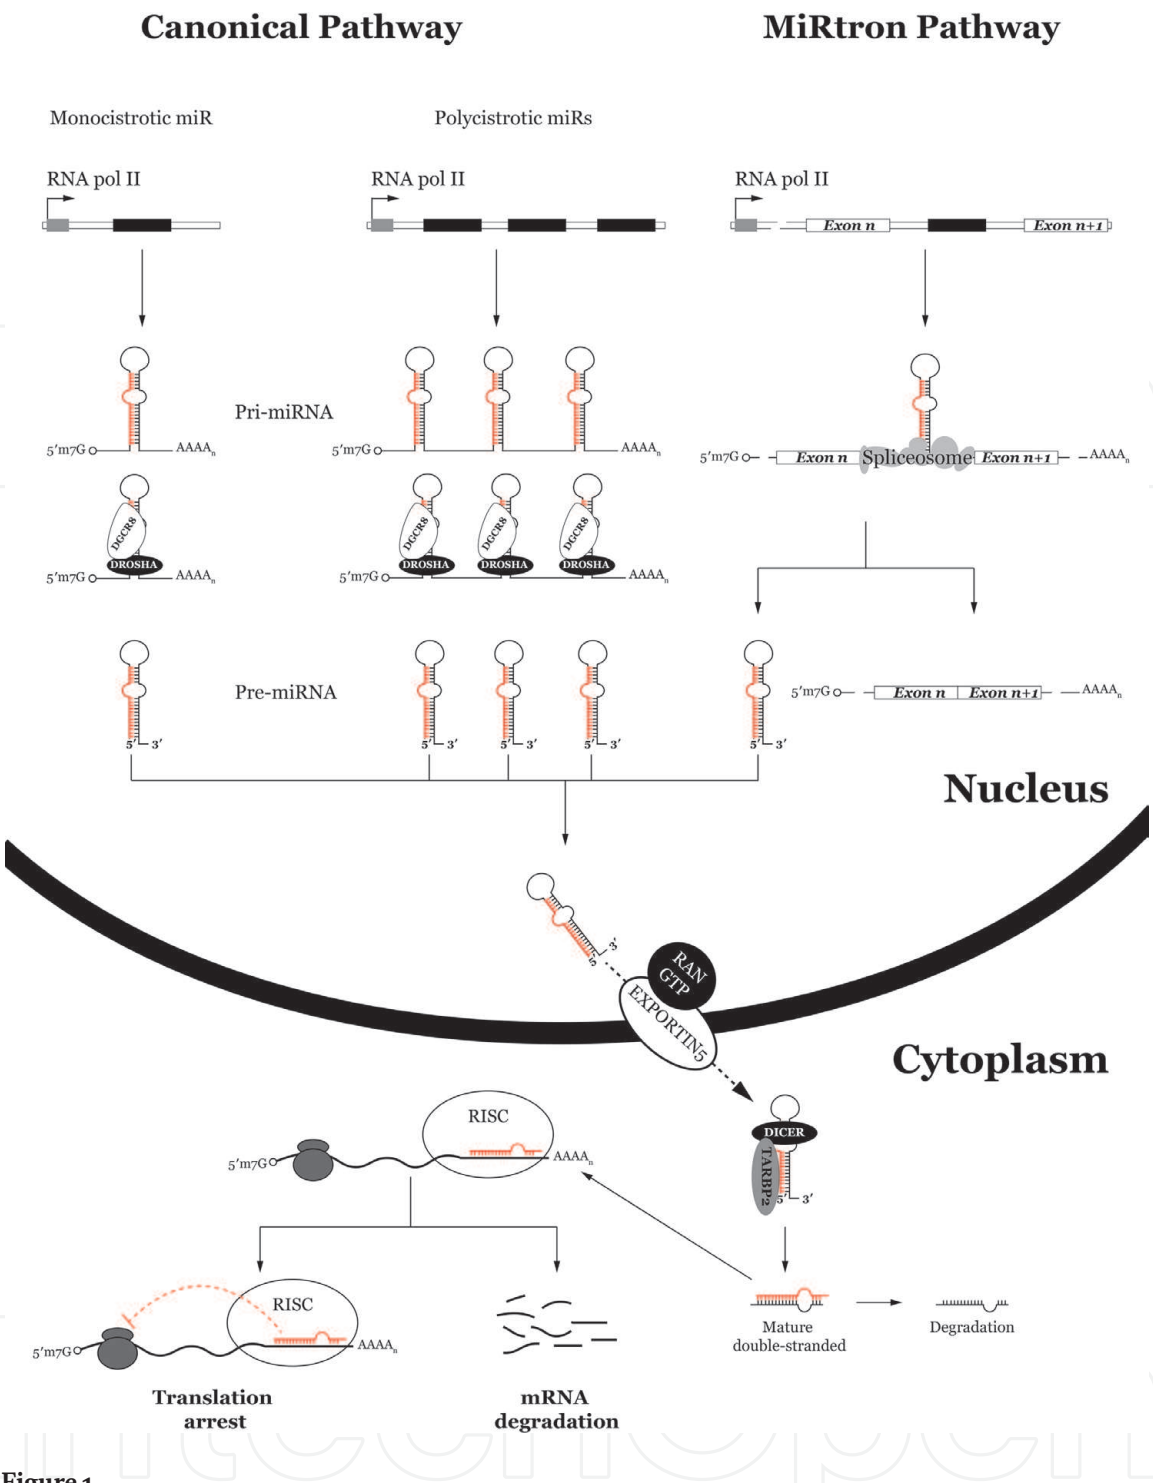 Canonical Pathway
MiRtron Pathway
Monocistrotic miR
Polycistrotic miRs
RNA pol II
RNA pol II
RNA pol II
Exon n
Exon n+1
Pri-miRNA
5'm7G
AAAAn
5'm7G
AAAAn
5'm7G
Exon n
Spliceosome
Exon n+1
AAAAn
DGCR8
DROSHA
5'm7G
AAAAn
DGCR8
DROSHA
DGCR8
DROSHA
DGCR8
DROSHA
5'm7G
AAAAn
Pre-miRNA
5' 3'
5' 3'
5' 3'
5' 3'
5' 3'
5'm7G
Exon n
Exon n+1
AAAAn
Nucleus
5' 3'
RAN
GTP
EXPORTIN5
Cytoplasm
RISC
5'm7G
AAAAn
DICER
TARBP2
5' 3'
RISC
5'm7G
AAAAn
Mature
double-stranded
Degradation
Translation
arrest
mRNA
degradation
IntechOpen
Figure 1